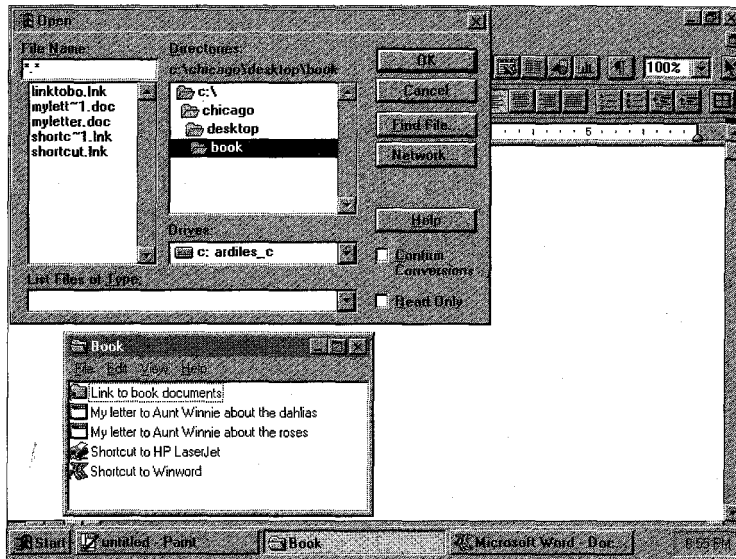 Open
File Name:
*.*
linktobo.lnk
mylett~1.doc
myletter.doc
shortc~1.lnk
shortcut.lnk
Directories:
c:\chicago\desktop\book
c:\
chicago
desktop
book
Drives:
c: ardiles_c
List Files of Type:
OK
Cancel
Find File...
Network...
Help
Confirm
Conversions
Read Only
100%
5
Book
File Edit View Help
Link to book documents
My letter to Aunt Winnie about the dahlias
My letter to Aunt Winnie about the roses
Shortcut to HP LaserJet
Shortcut to Winword
Start
untitled - Paint
Book
Microsoft Word - Doc...
8:55 PM